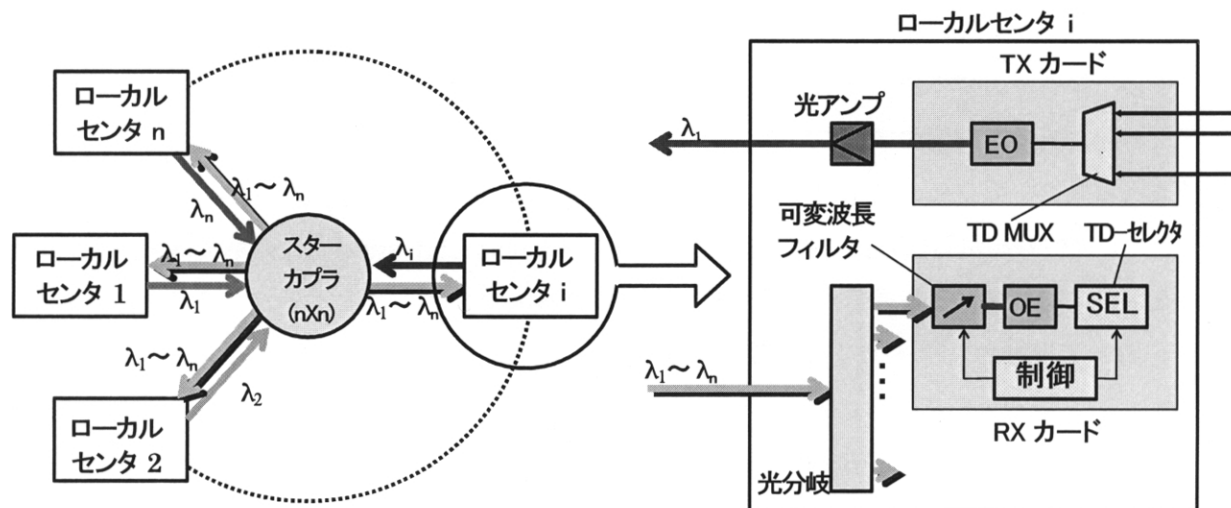 ローカル
センタ n
λ1～λn
λn
ローカル
センタ 1
λ1～λn
λ1
スター
カプラ
(nXn)
λi
λ1～λn
ローカル
センタ i
λ1～λn
λ2
ローカル
センタ 2
ローカルセンタ i
TX カード
光アンプ
λ1
EO
可変波長
フィルタ
TD MUX
TD-セレクタ
OE
SEL
λ1～λn
制御
RX カード
光分岐